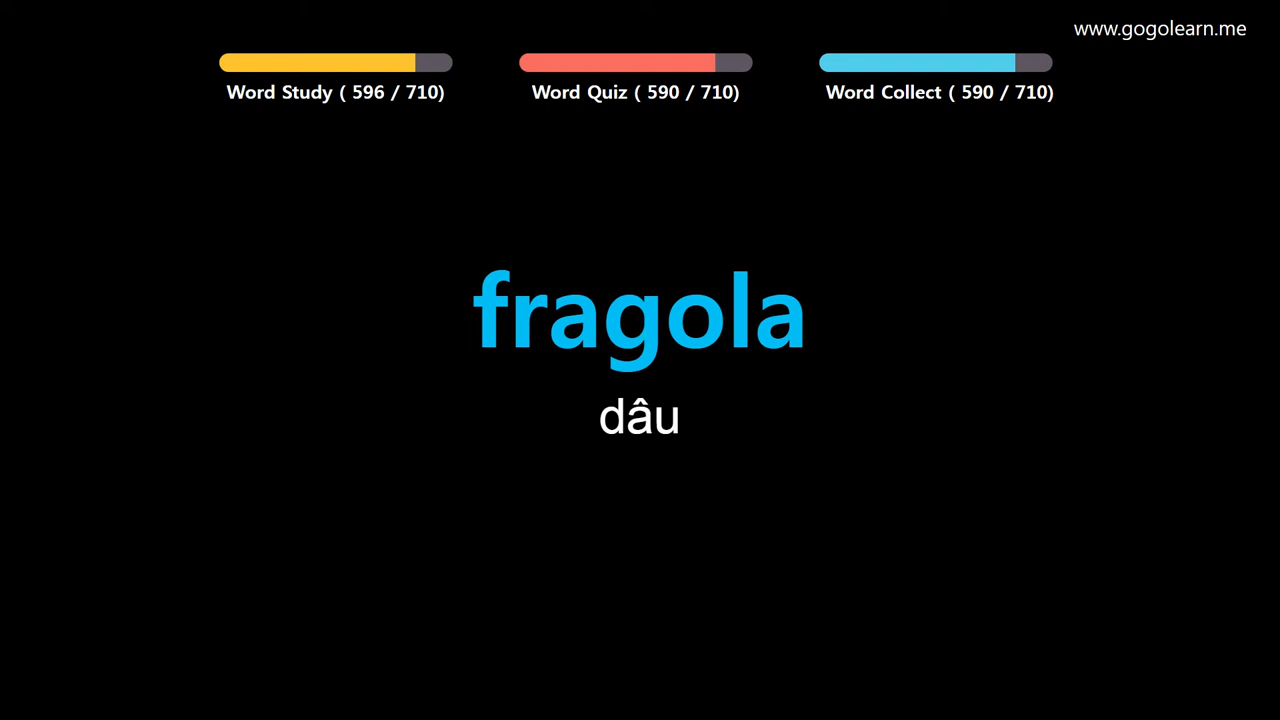 www.gogolearn.me
Word Study ( 596 / 710)
Word Quiz ( 590 / 710)
Word Collect ( 590 / 710)
fragola
dâu